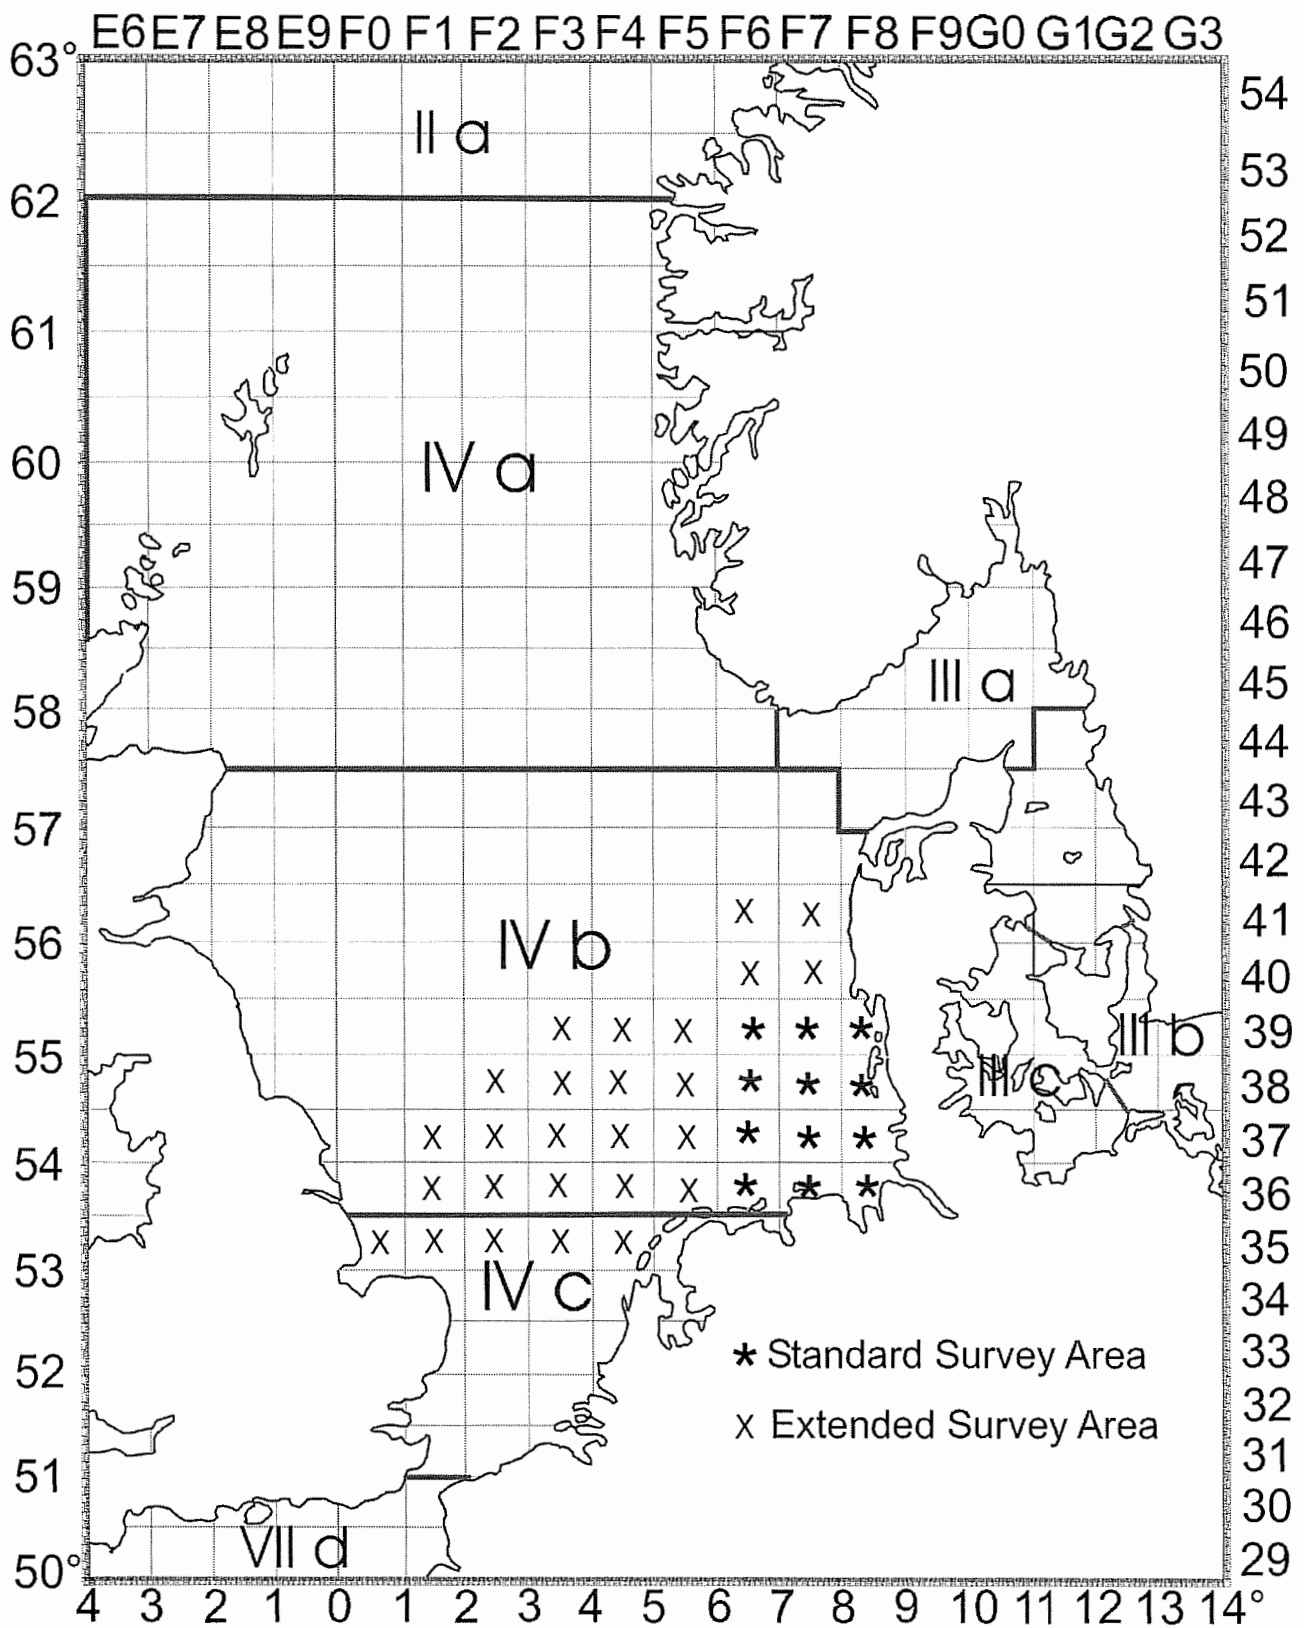 E6 E7 E8 E9 F0 F1 F2 F3 F4 F5 F6 F7 F8 F9 G0 G1 G2 G3
63° 54
II a
53
62
52
51
61
50
49
60 IV a
48
47
59
46
III a 45
58
44
43
57
42
X X 41
56 IV b
X X 40
X X X * * * III b 39
55
X X X X * * * III c 38
X X X X X * * * 37
54
X X X X X * * * 36
X X X X X 35
53
IV c 34
* Standard Survey Area 33
52
32
X Extended Survey Area
31
51
30
VII d
50° 29
4 3 2 1 0 1 2 3 4 5 6 7 8 9 10 11 12 13 14°